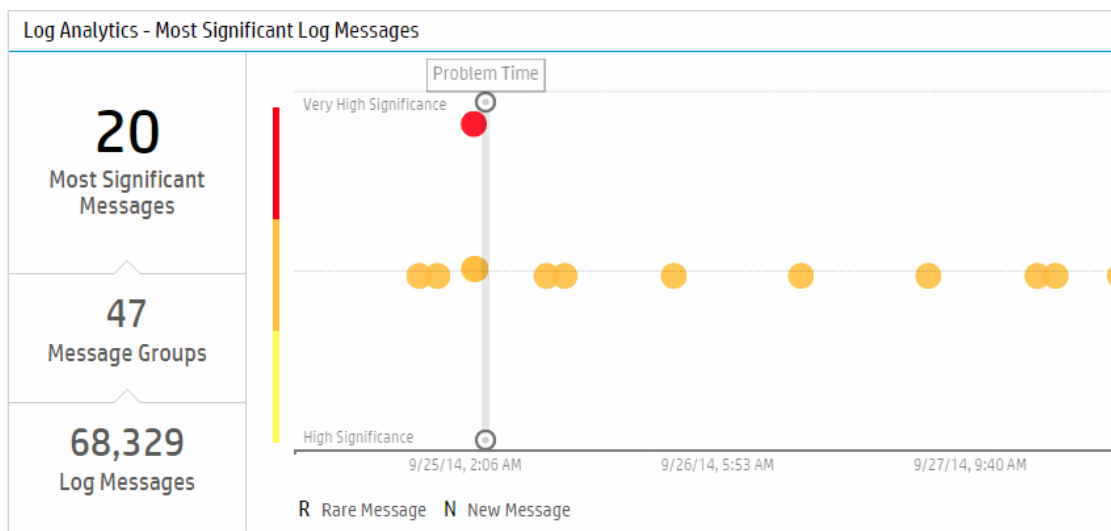 Log Analytics - Most Significant Log Messages
20
Most Significant
Messages
47
Message Groups
68,329
Log Messages
Problem Time
Very High Significance
High Significance
9/25/14, 2:06 AM
9/26/14, 5:53 AM
9/27/14, 9:40 AM
R Rare Message N New Message